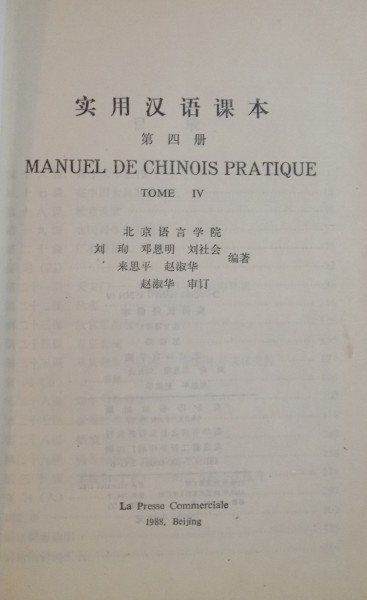 实用汉语课本
第四册
MANUEL DE CHINOIS PRATIQUE
TOME IV
北京语言学院
刘珣 邓恩明 刘社会
来思平 赵淑华 编著
赵淑华 审订
La Presse Commerciale
1988, Beijing